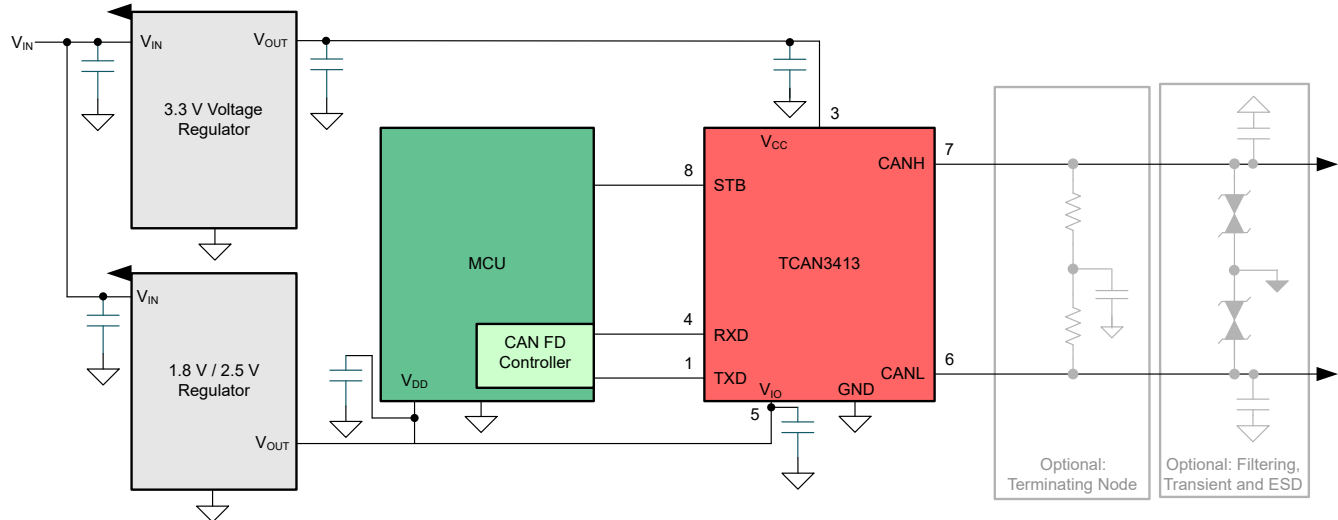 VIN
VIN
VOUT
3.3 V Voltage
Regulator
VIN
1.8 V / 2.5 V
Regulator
VOUT
MCU
CAN FD
Controller
VDD
8
4
1
3
VCC
STB
CANH
7
TCAN3413
RXD
TXD
VIO
5
GND
CANL
6
Optional:
Terminating Node
Optional: Filtering,
Transient and ESD